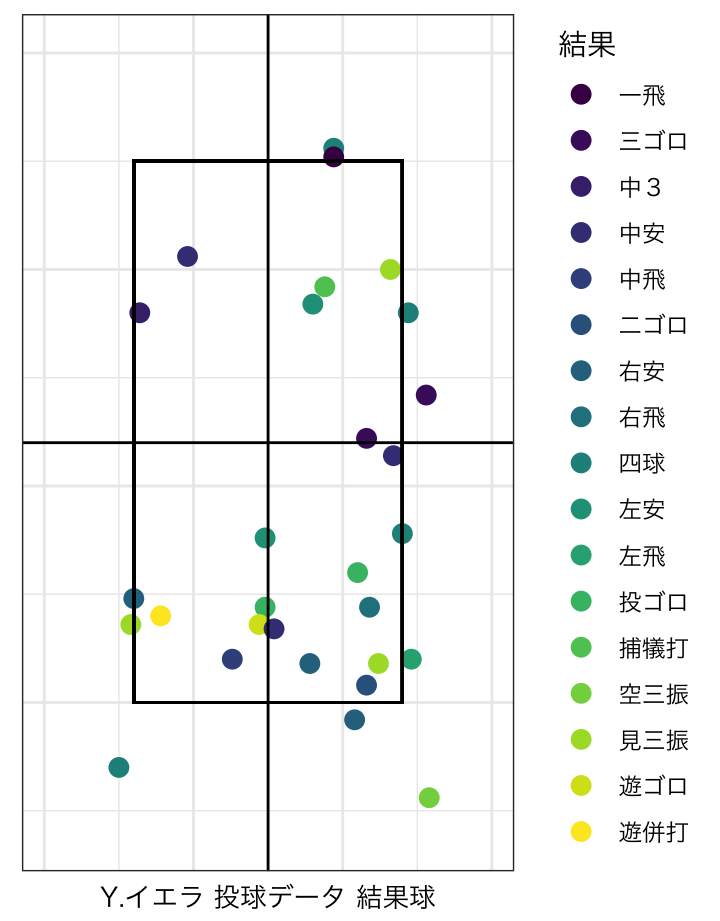 結果
一飛
三ゴロ
中３
中安
中飛
二ゴロ
右安
右飛
四球
左安
左飛
投ゴロ
捕犠打
空三振
見三振
遊ゴロ
遊併打
Y.イエラ 投球データ 結果球